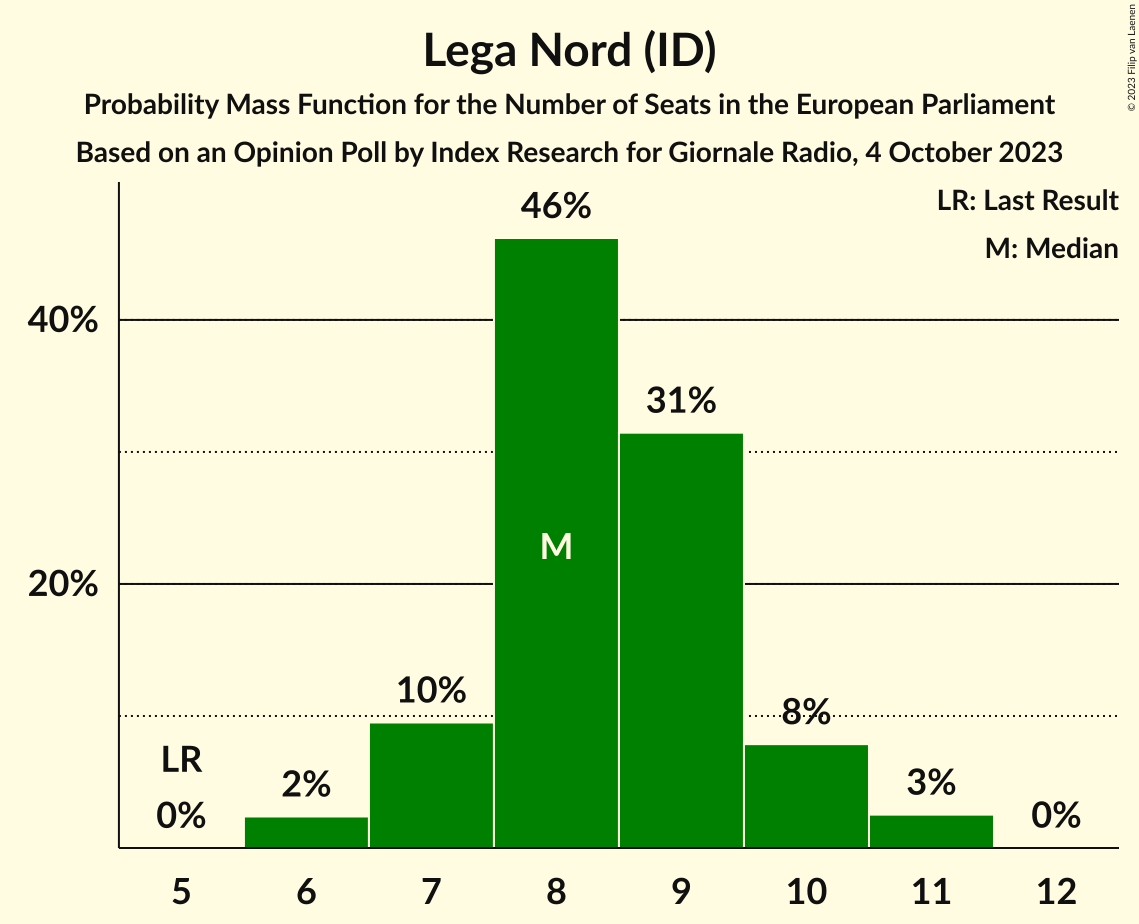 Lega Nord (ID)
Probability Mass Function for the Number of Seats in the European Parliament
Based on an Opinion Poll by Index Research for Giornale Radio, 4 October 2023
© 2023 Filip van Laenen
LR: Last Result
M: Median
46%
40%
31%
M
20%
10%
8%
LR
2%
3%
0%
0%
5 6 7 8 9 10 11 12